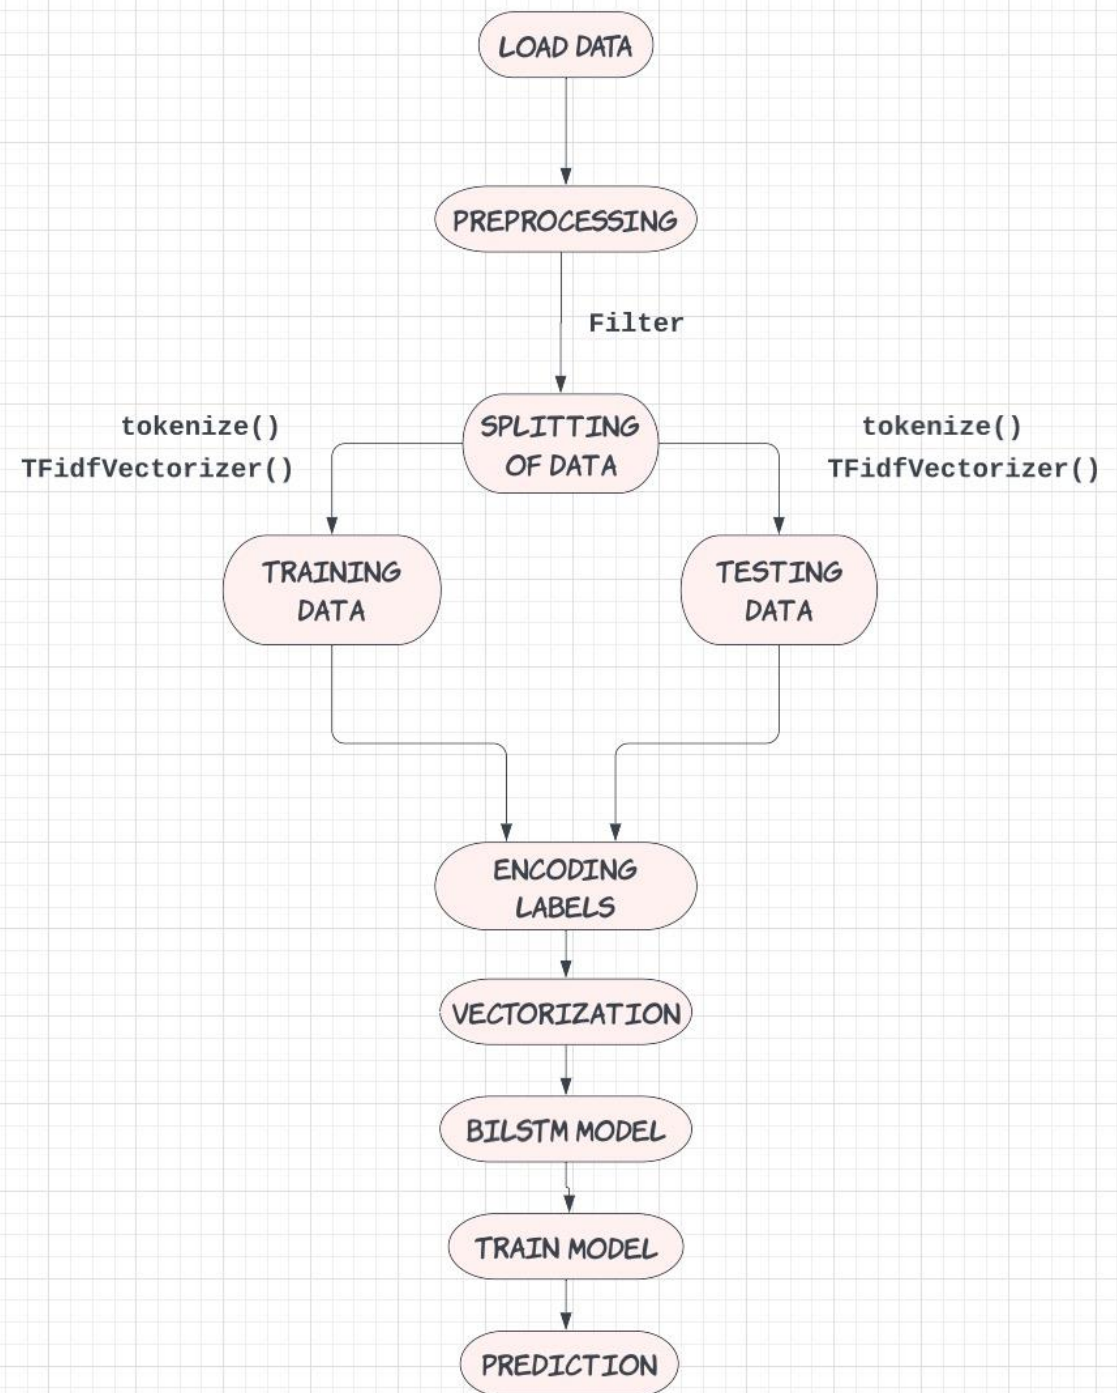 LOAD DATA
PREPROCESSING
Filter
SPLITTING
OF DATA
tokenize()
TFidfVectorizer()
tokenize()
TFidfVectorizer()
TRAINING
DATA
TESTING
DATA
ENCODING
LABELS
VECTORIZATION
BILSTM MODEL
TRAIN MODEL
PREDICTION